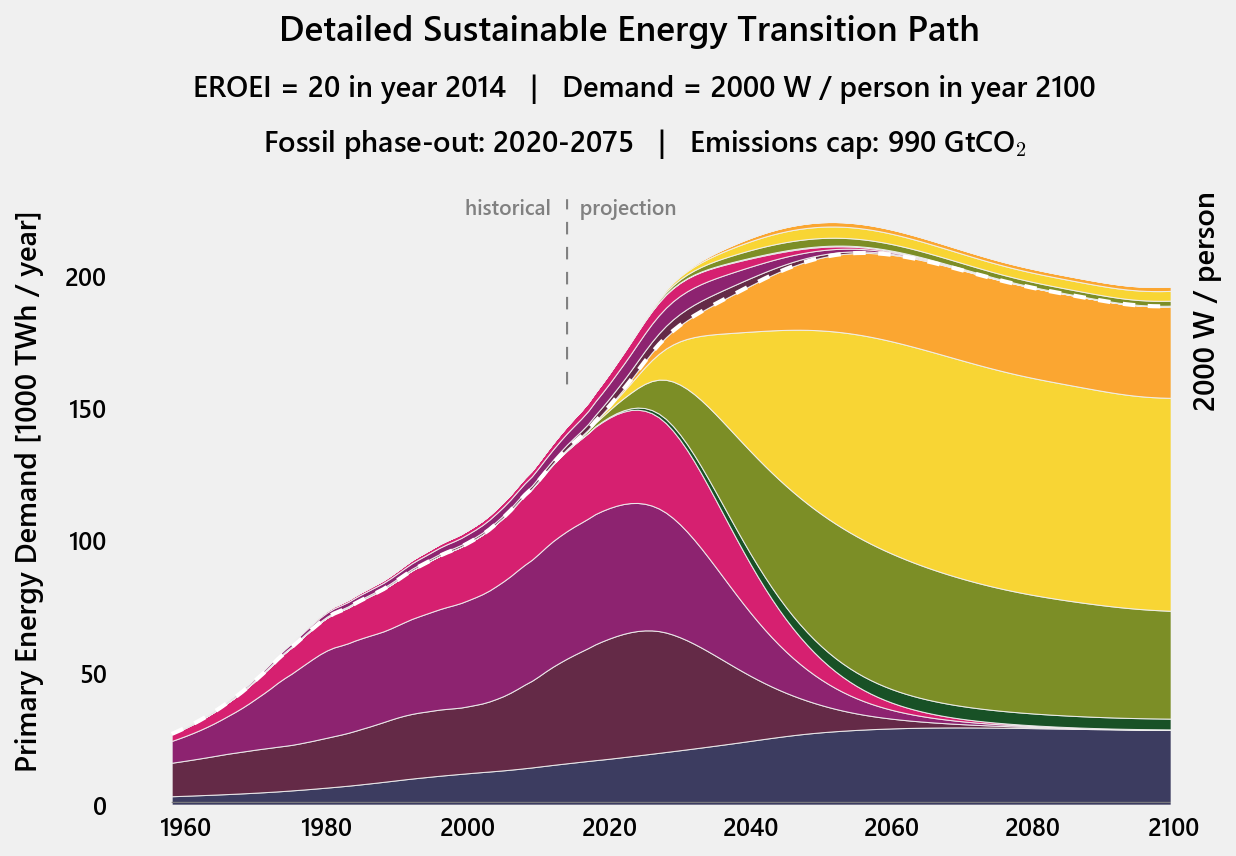 Detailed Sustainable Energy Transition Path
EROEI = 20 in year 2014 | Demand = 2000 W / person in year 2100
Fossil phase-out: 2020-2075 | Emissions cap: 990 GtCO₂
historical projection
Primary Energy Demand [1000 TWh / year]
200
150
100
50
0
2000 W / person
1960 1980 2000 2020 2040 2060 2080 2100